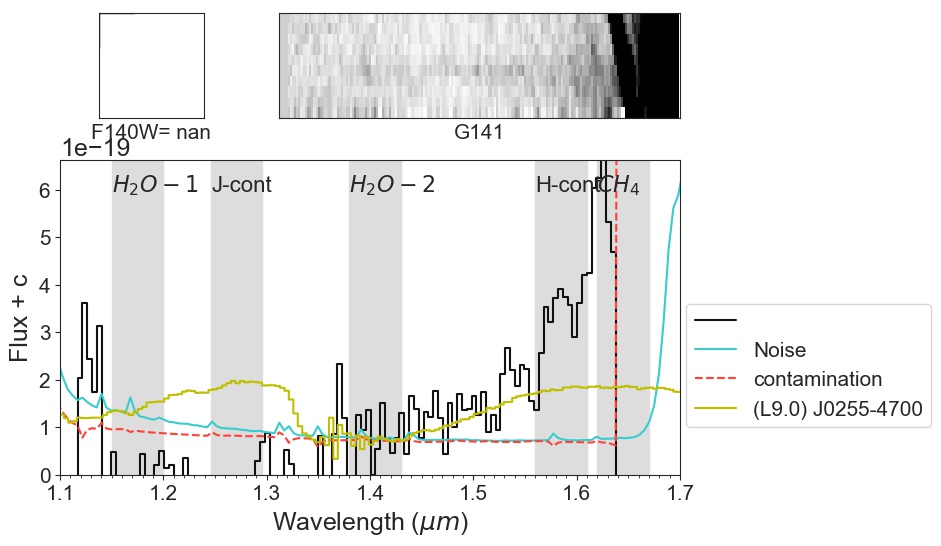 F140W= nan
G141
1e−19
H₂O − 1
J-cont
H₂O − 2
H-cont
CH₄
6
5
4
3
2
1
0
Flux + c
1.1
1.2
1.3
1.4
1.5
1.6
1.7
Wavelength (μm)
Noise
contamination
(L9.0) J0255-4700